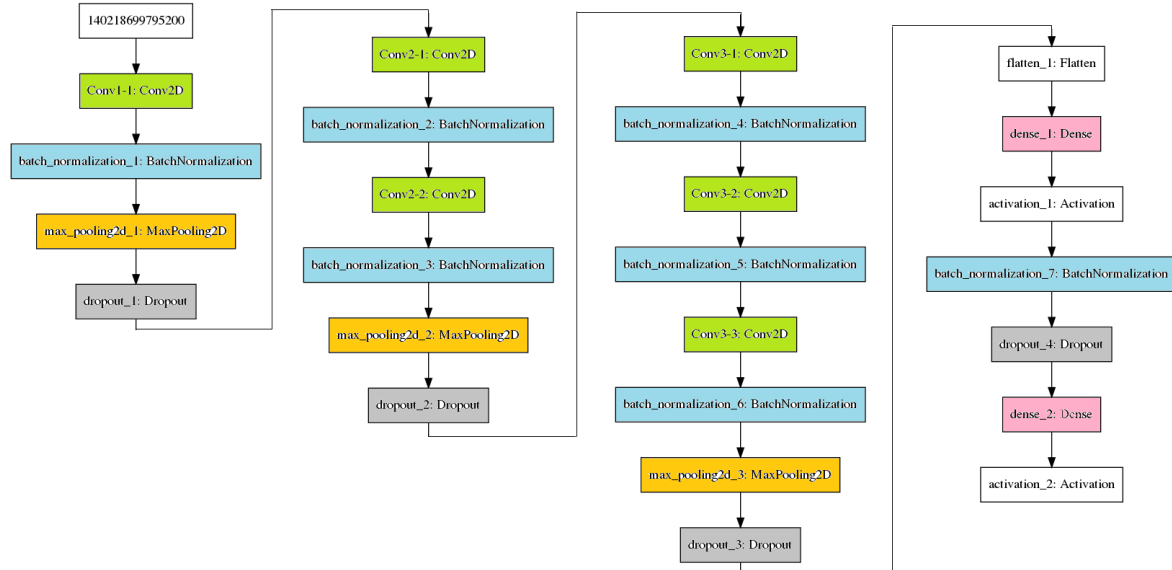 140218699795200
Conv1-1: Conv2D
batch_normalization_1: BatchNormalization
max_pooling2d_1: MaxPooling2D
dropout_1: Dropout
Conv2-1: Conv2D
batch_normalization_2: BatchNormalization
Conv2-2: Conv2D
batch_normalization_3: BatchNormalization
max_pooling2d_2: MaxPooling2D
dropout_2: Dropout
Conv3-1: Conv2D
batch_normalization_4: BatchNormalization
Conv3-2: Conv2D
batch_normalization_5: BatchNormalization
Conv3-3: Conv2D
batch_normalization_6: BatchNormalization
max_pooling2d_3: MaxPooling2D
dropout_3: Dropout
flatten_1: Flatten
dense_1: Dense
activation_1: Activation
batch_normalization_7: BatchNormalization
dropout_4: Dropout
dense_2: Dense
activation_2: Activation